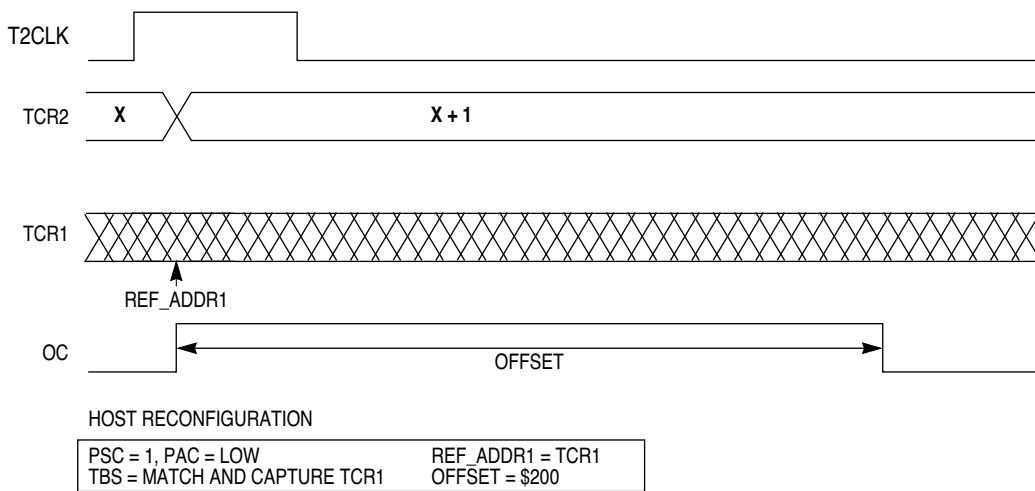 T2CLK
TCR2 X X + 1
TCR1
REF_ADDR1
OC
OFFSET
HOST RECONFIGURATION
PSC = 1, PAC = LOW REF_ADDR1 = TCR1
TBS = MATCH AND CAPTURE TCR1 OFFSET = $200